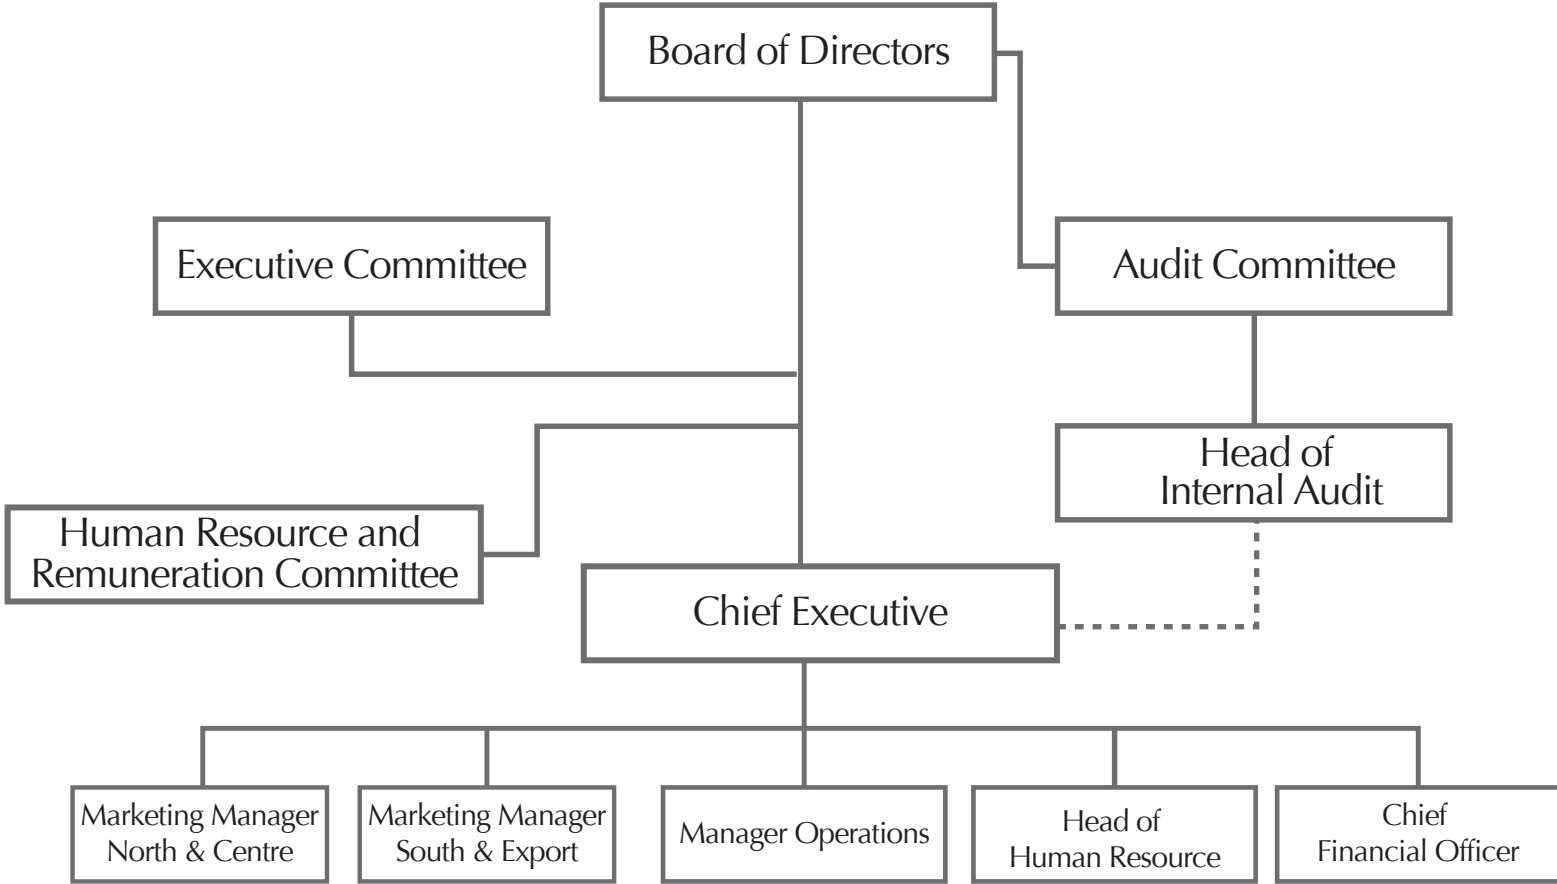 Board of Directors
Executive Committee
Audit Committee
Head of
Internal Audit
Human Resource and
Remuneration Committee
Chief Executive
Marketing Manager
North & Centre
Marketing Manager
South & Export
Manager Operations
Head of
Human Resource
Chief
Financial Officer